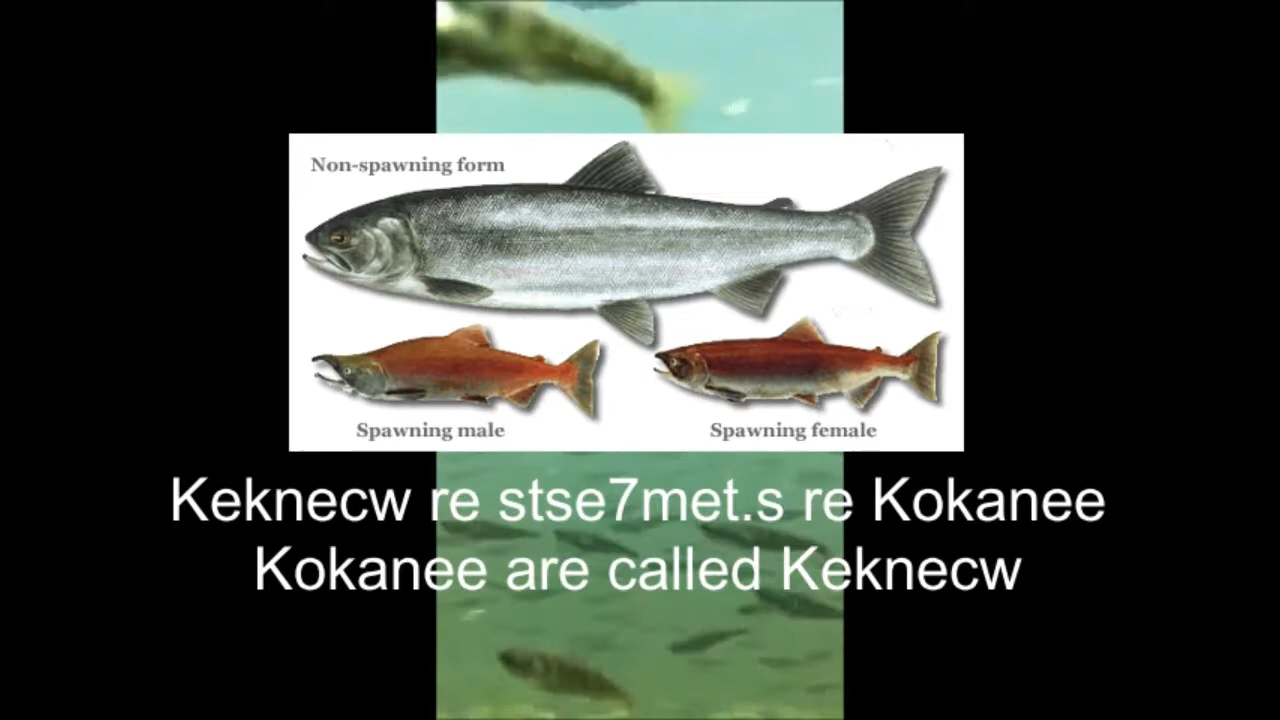 Non-spawning form
Spawning male
Spawning female
Keknecw re stse7met.s re Kokanee
Kokanee are called Keknecw